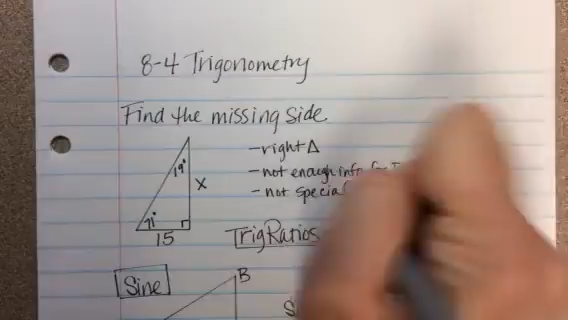 8-4 Trigonometry
Find the missing side
-right Δ
19°
-not enough info
x
-not special
71°
15
Trig Ratios
Sine
B
S